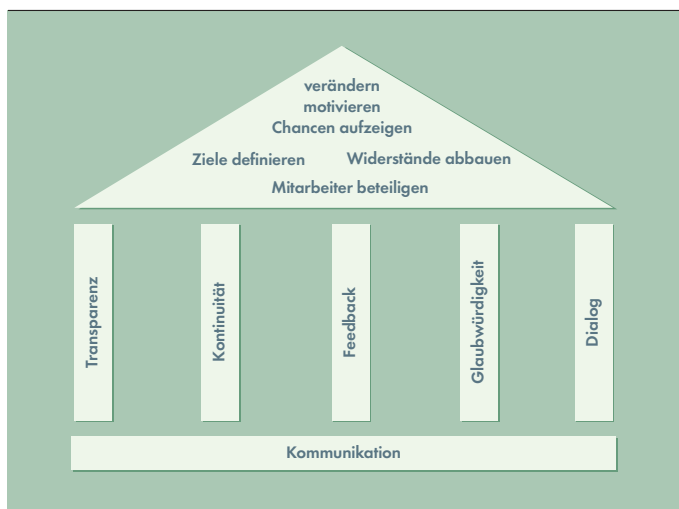 verändern
motivieren
Chancen aufzeigen
Ziele definieren
Widerstände abbauen
Mitarbeiter beteiligen
Transparenz
Kontinuität
Feedback
Glaubwürdigkeit
Dialog
Kommunikation